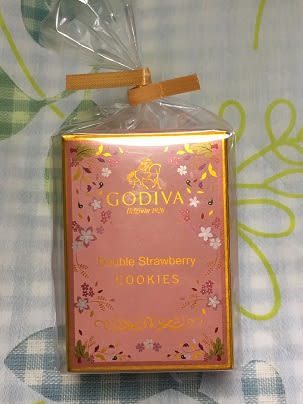 GODIVA
Belgium 1926
Double Strawberry
COOKIES